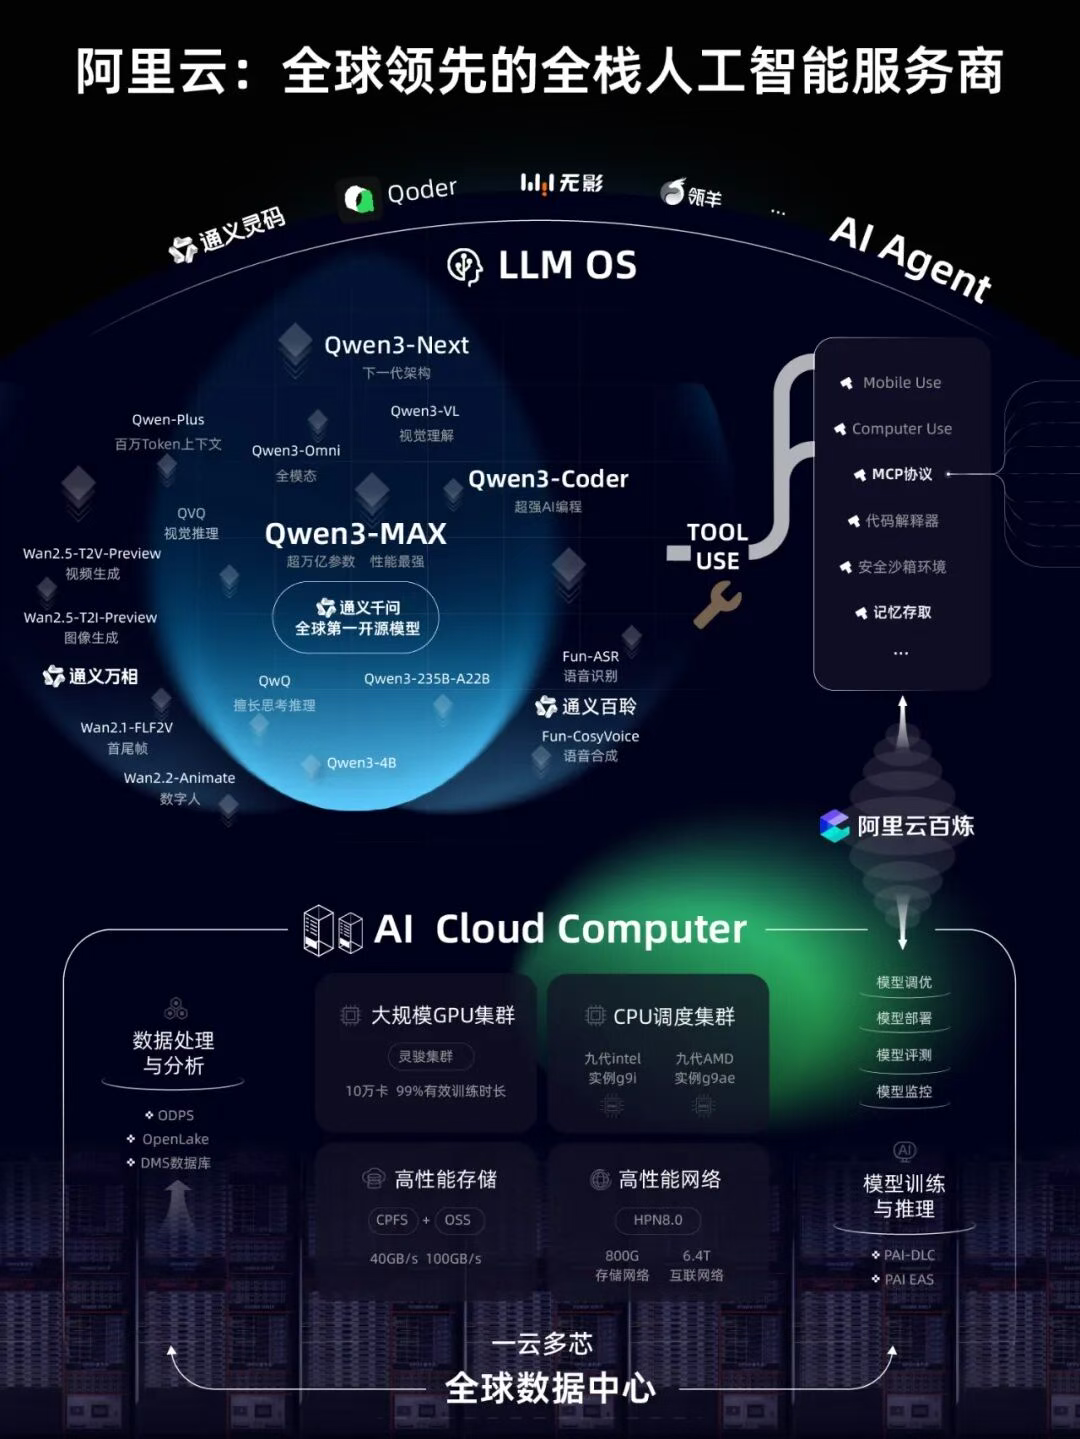 阿里云：全球领先的全栈人工智能服务商
通义灵码
Qoder
无影
瓴羊
...
AI Agent
LLM OS
Qwen3-Next
下一代架构
Qwen-Plus
百万Token上下文
Qwen3-Omni
全模态
Qwen3-VL
视觉理解
Qwen3-Coder
超强AI编程
QVQ
视觉推理
Qwen3-MAX
超万亿参数 性能最强
通义千问
全球第一开源模型
Wan2.5-T2V-Preview
视频生成
Wan2.5-T2I-Preview
图像生成
通义万相
Wan2.1-FLF2V
首尾帧
Wan2.2-Animate
数字人
QwQ
擅长思考推理
Qwen3-235B-A22B
Qwen3-4B
Fun-ASR
语音识别
通义百聆
Fun-CosyVoice
语音合成
TOOL
USE
Mobile Use
Computer Use
MCP协议
代码解释器
安全沙箱环境
记忆存取
...
阿里云百炼
AI Cloud Computer
数据处理
与分析
ODPS
OpenLake
DMS数据库
大规模GPU集群
灵骏集群
10万卡 99%有效训练时长
CPU调度集群
九代intel
实例g9i
九代AMD
实例g9ae
高性能存储
CPFS + OSS
40GB/s 100GB/s
高性能网络
HPN8.0
800G
存储网络
6.4T
互联网络
模型调优
模型部署
模型评测
模型监控
AI
模型训练
与推理
PAI-DLC
PAI EAS
一云多芯
全球数据中心